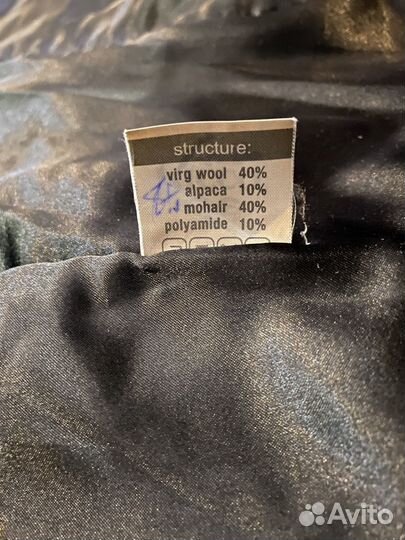 structure:
virg wool 40%
alpaca 10%
mohair 40%
polyamide 10%
Avito